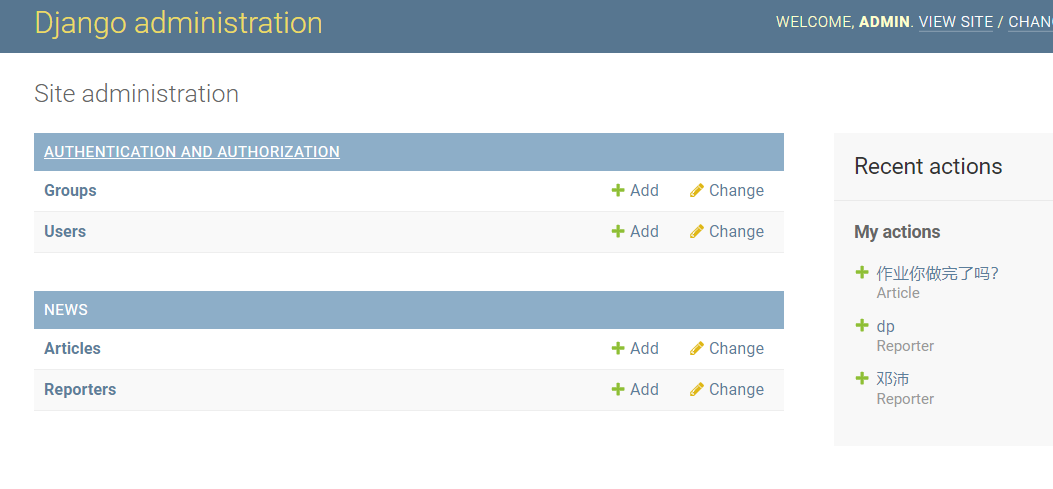 Django administration
WELCOME, ADMIN. VIEW SITE / CHAN
Site administration
AUTHENTICATION AND AUTHORIZATION
Groups Add Change
Users Add Change
NEWS
Articles Add Change
Reporters Add Change
Recent actions
My actions
作业你做完了吗?
Article
dp
Reporter
邓沛
Reporter